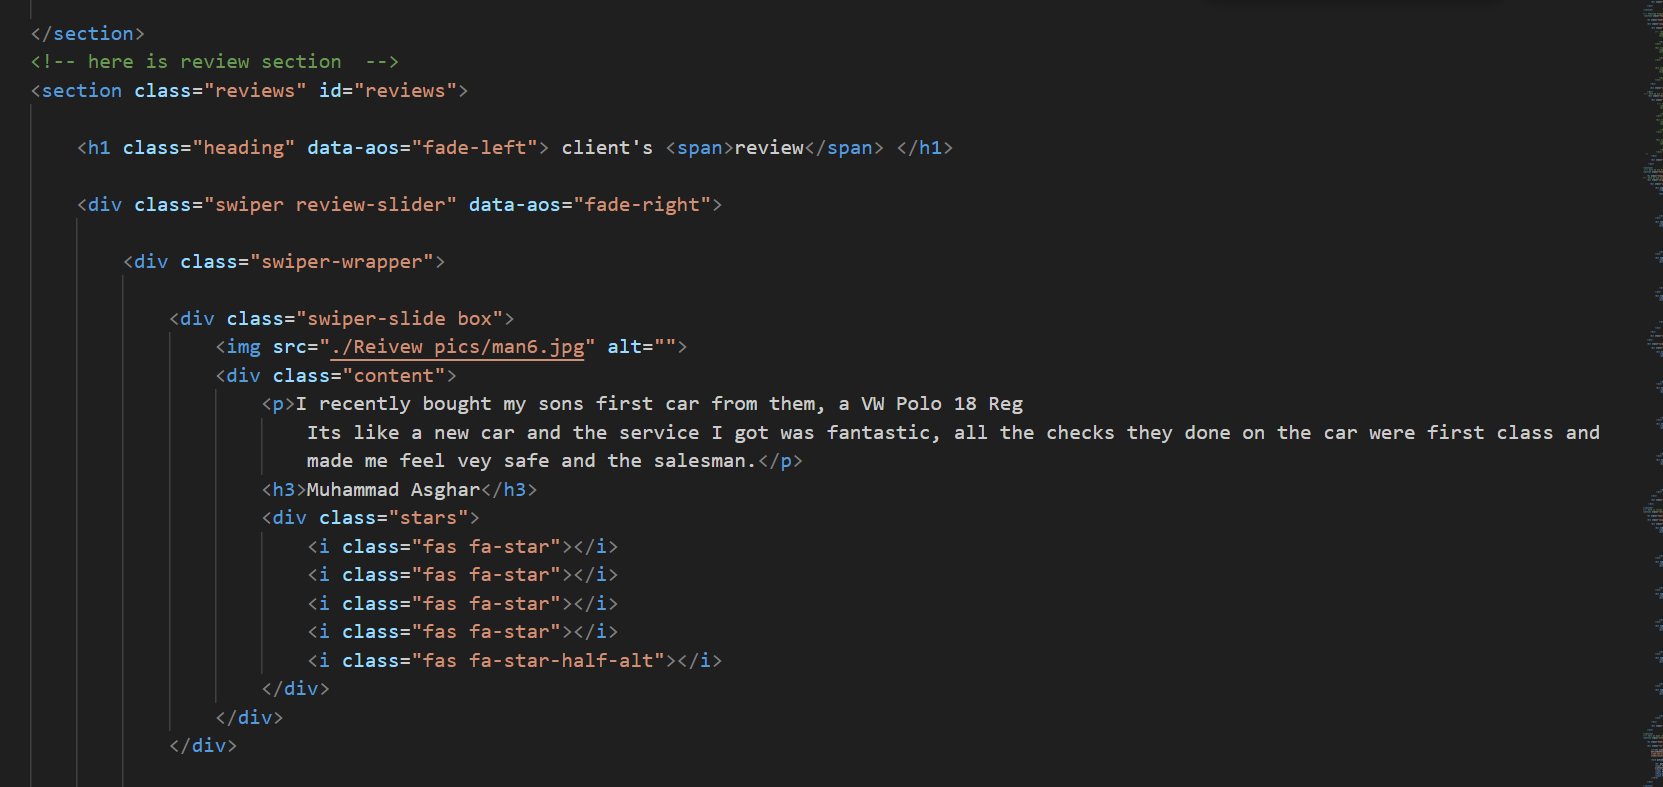 </section>
<!-- here is review section  -->
<section class="reviews" id="reviews">
<h1 class="heading" data-aos="fade-left"> client's <span>review</span> </h1>
<div class="swiper review-slider" data-aos="fade-right">
<div class="swiper-wrapper">
<div class="swiper-slide box">
<img src="./Reivew pics/man6.jpg" alt="">
<div class="content">
<p>I recently bought my sons first car from them, a VW Polo 18 Reg
Its like a new car and the service I got was fantastic, all the checks they done on the car were first class and
made me feel vey safe and the salesman.</p>
<h3>Muhammad Asghar</h3>
<div class="stars">
<i class="fas fa-star"></i>
<i class="fas fa-star"></i>
<i class="fas fa-star"></i>
<i class="fas fa-star"></i>
<i class="fas fa-star-half-alt"></i>
</div>
</div>
</div>